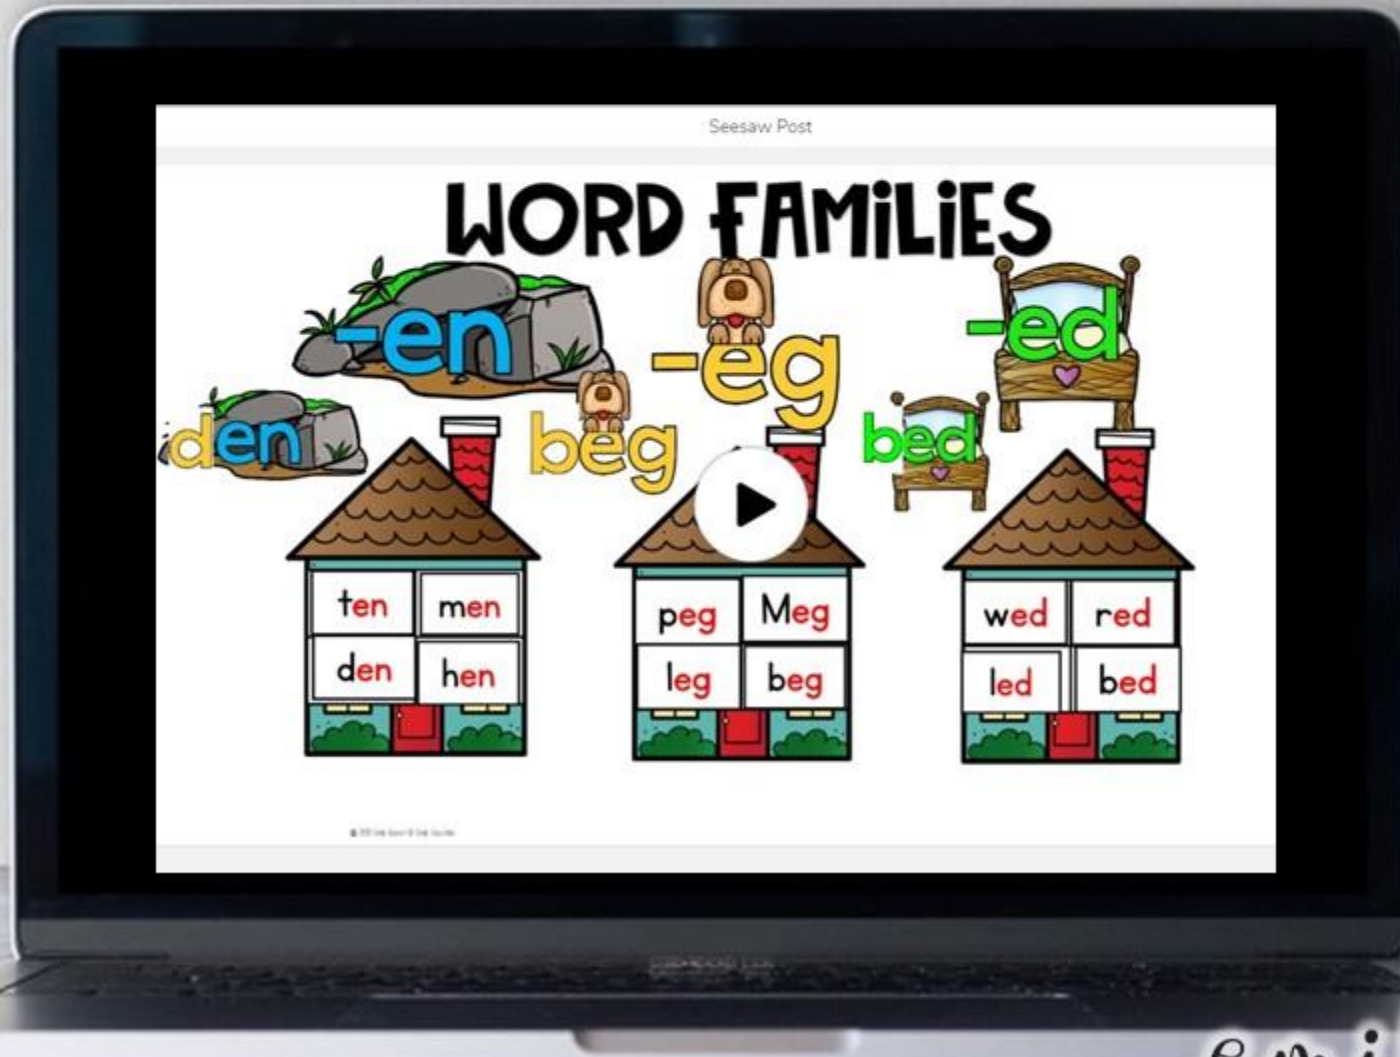 Seesaw Post
WORD FAMiLiES
-en
-eg
-ed
den
beg
bed
ten men
den hen
peg Meg
leg beg
wed red
led bed